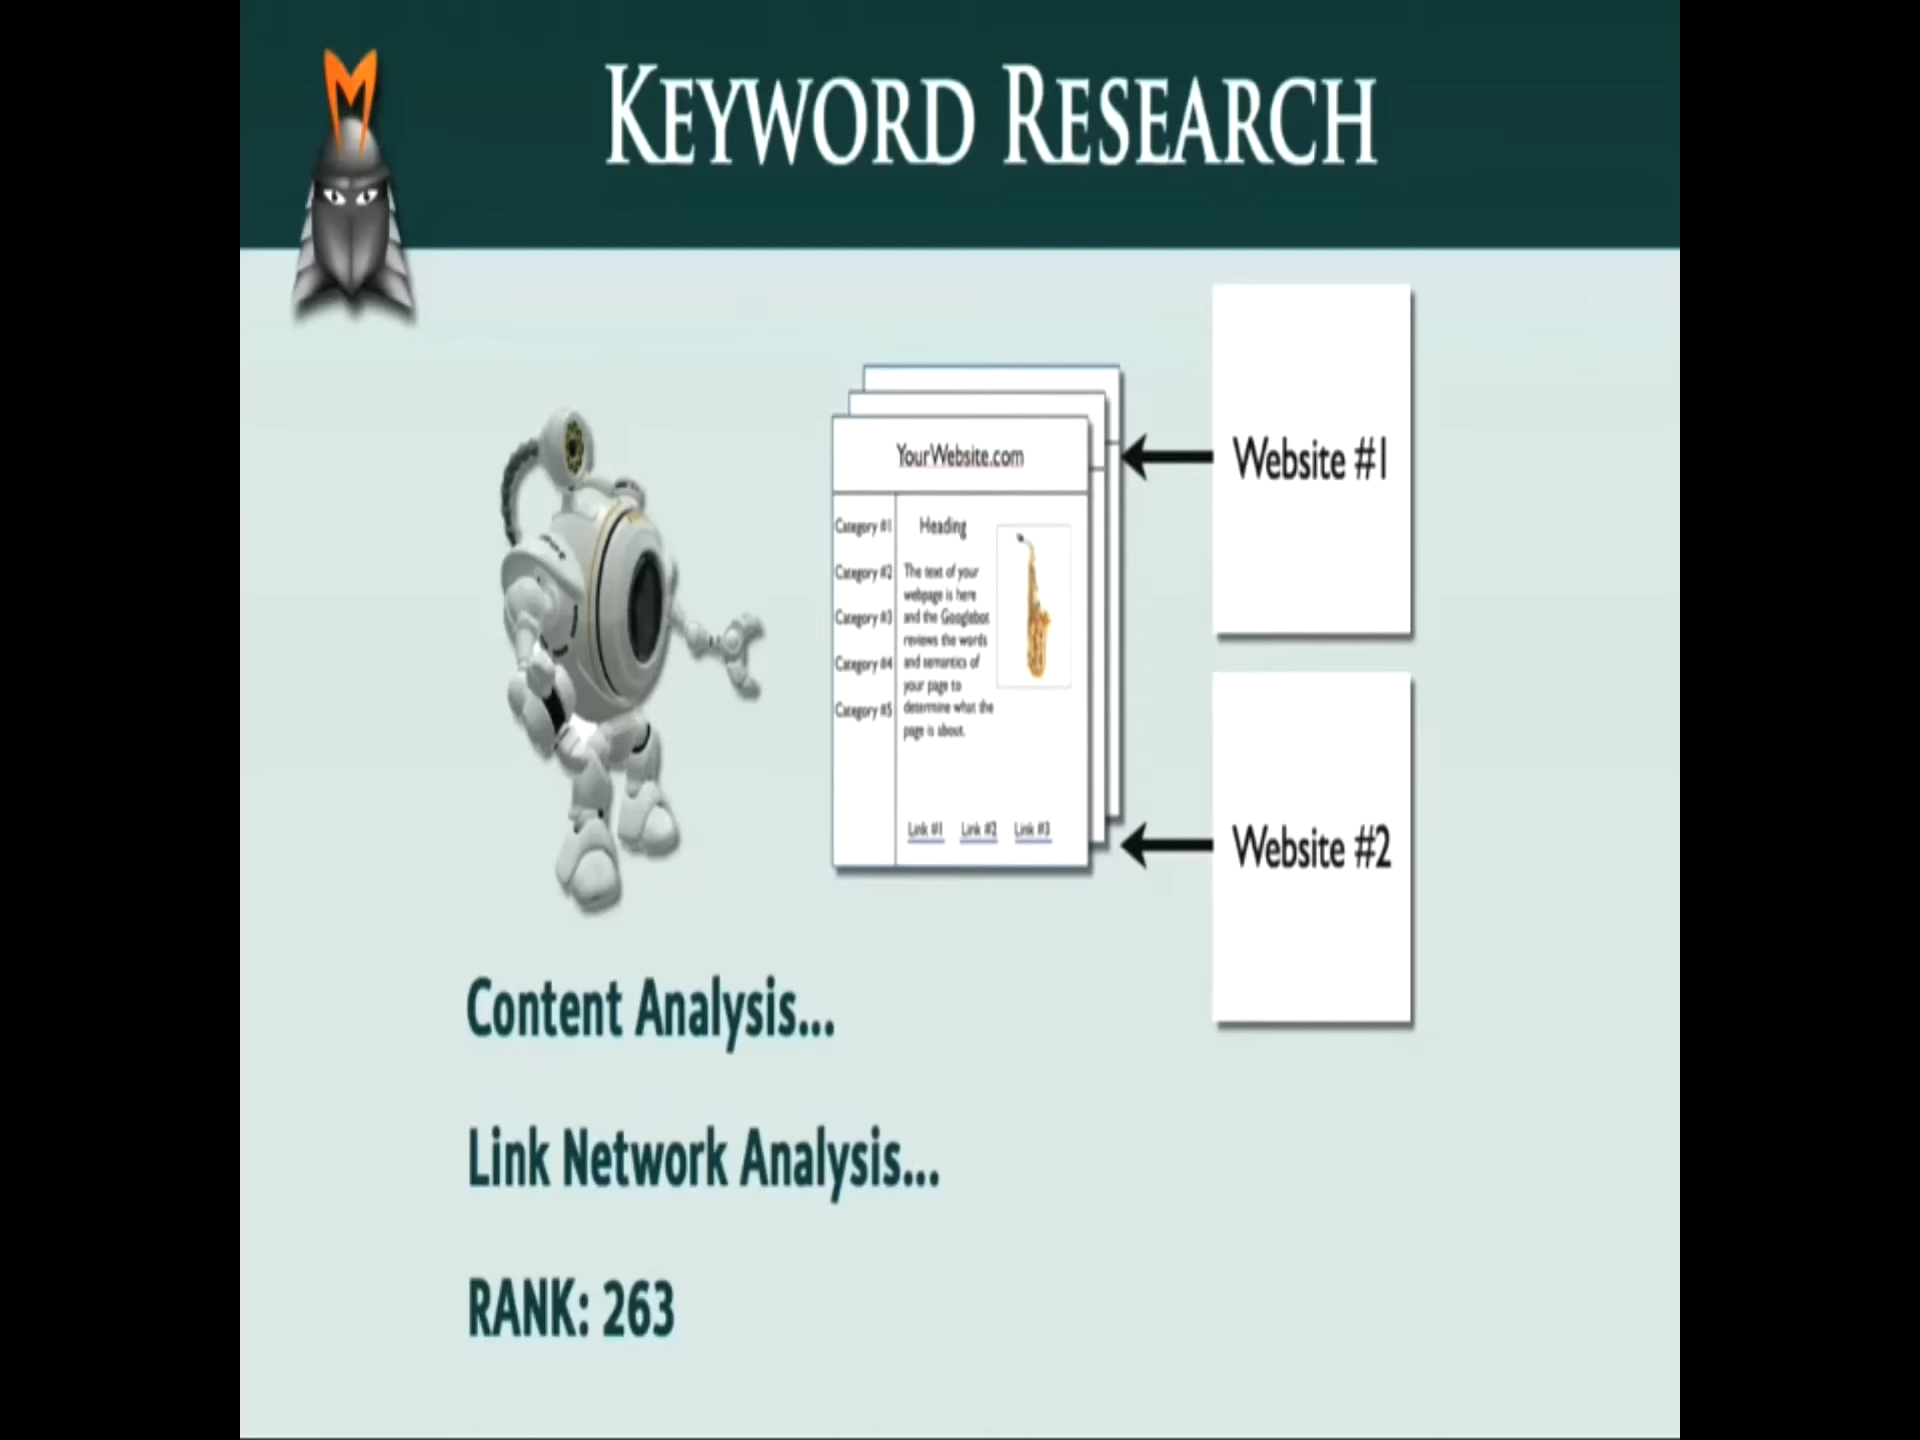 KEYWORD RESEARCH
YourWebsite.com
Category #1
Category #2
Category #3
Category #4
Category #5
Heading
The text of your
webpage is here
and the Googlebot
reviews the words
and semantics of
your page to
determine what the
page is about.
Link #1 Link #2 Link #3
Website #1
Website #2
Content Analysis...
Link Network Analysis...
RANK: 263